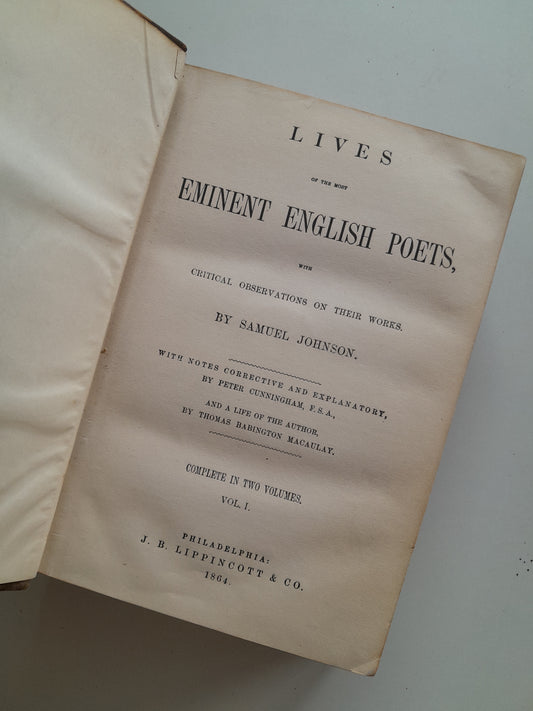 LIVES
OF THE MOST
EMINENT ENGLISH POETS,
WITH
CRITICAL OBSERVATIONS ON THEIR WORKS.
BY SAMUEL JOHNSON.
WITH NOTES CORRECTIVE AND EXPLANATORY,
BY PETER CUNNINGHAM, F.S.A.,
AND A LIFE OF THE AUTHOR,
BY THOMAS BABINGTON MACAULAY.
COMPLETE IN TWO VOLUMES.
VOL. I.
PHILADELPHIA:
J. B. LIPPINCOTT & CO.
1864.